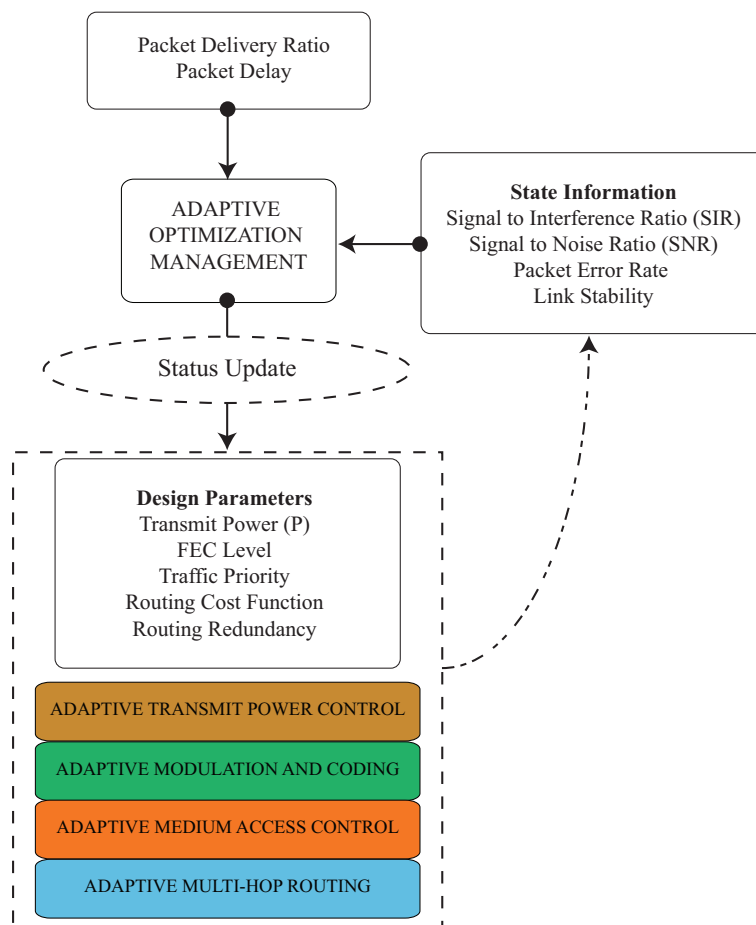 Packet Delivery Ratio
Packet Delay
ADAPTIVE
OPTIMIZATION
MANAGEMENT
State Information
Signal to Interference Ratio (SIR)
Signal to Noise Ratio (SNR)
Packet Error Rate
Link Stability
Status Update
Design Parameters
Transmit Power (P)
FEC Level
Traffic Priority
Routing Cost Function
Routing Redundancy
ADAPTIVE TRANSMIT POWER CONTROL
ADAPTIVE MODULATION AND CODING
ADAPTIVE MEDIUM ACCESS CONTROL
ADAPTIVE MULTI-HOP ROUTING